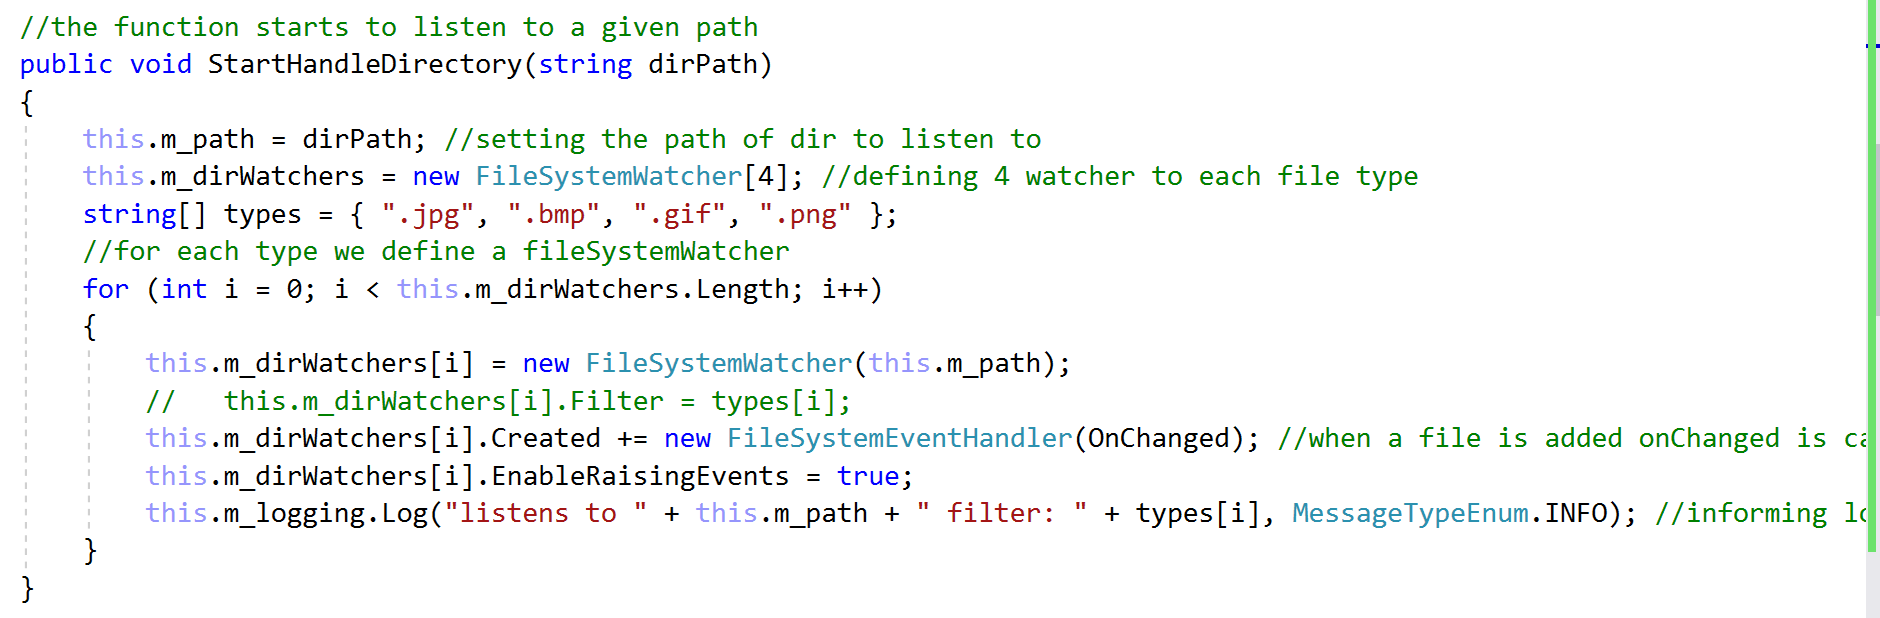 //the function starts to listen to a given path
public void StartHandleDirectory(string dirPath)
{
    this.m_path = dirPath; //setting the path of dir to listen to
    this.m_dirWatchers = new FileSystemWatcher[4]; //defining 4 watcher to each file type
    string[] types = { ".jpg", ".bmp", ".gif", ".png" };
    //for each type we define a fileSystemWatcher
    for (int i = 0; i < this.m_dirWatchers.Length; i++)
    {
        this.m_dirWatchers[i] = new FileSystemWatcher(this.m_path);
        //   this.m_dirWatchers[i].Filter = types[i];
        this.m_dirWatchers[i].Created += new FileSystemEventHandler(OnChanged); //when a file is added onChanged is
        this.m_dirWatchers[i].EnableRaisingEvents = true;
        this.m_logging.Log("listens to " + this.m_path + " filter: " + types[i], MessageTypeEnum.INFO); //informing
    }
}